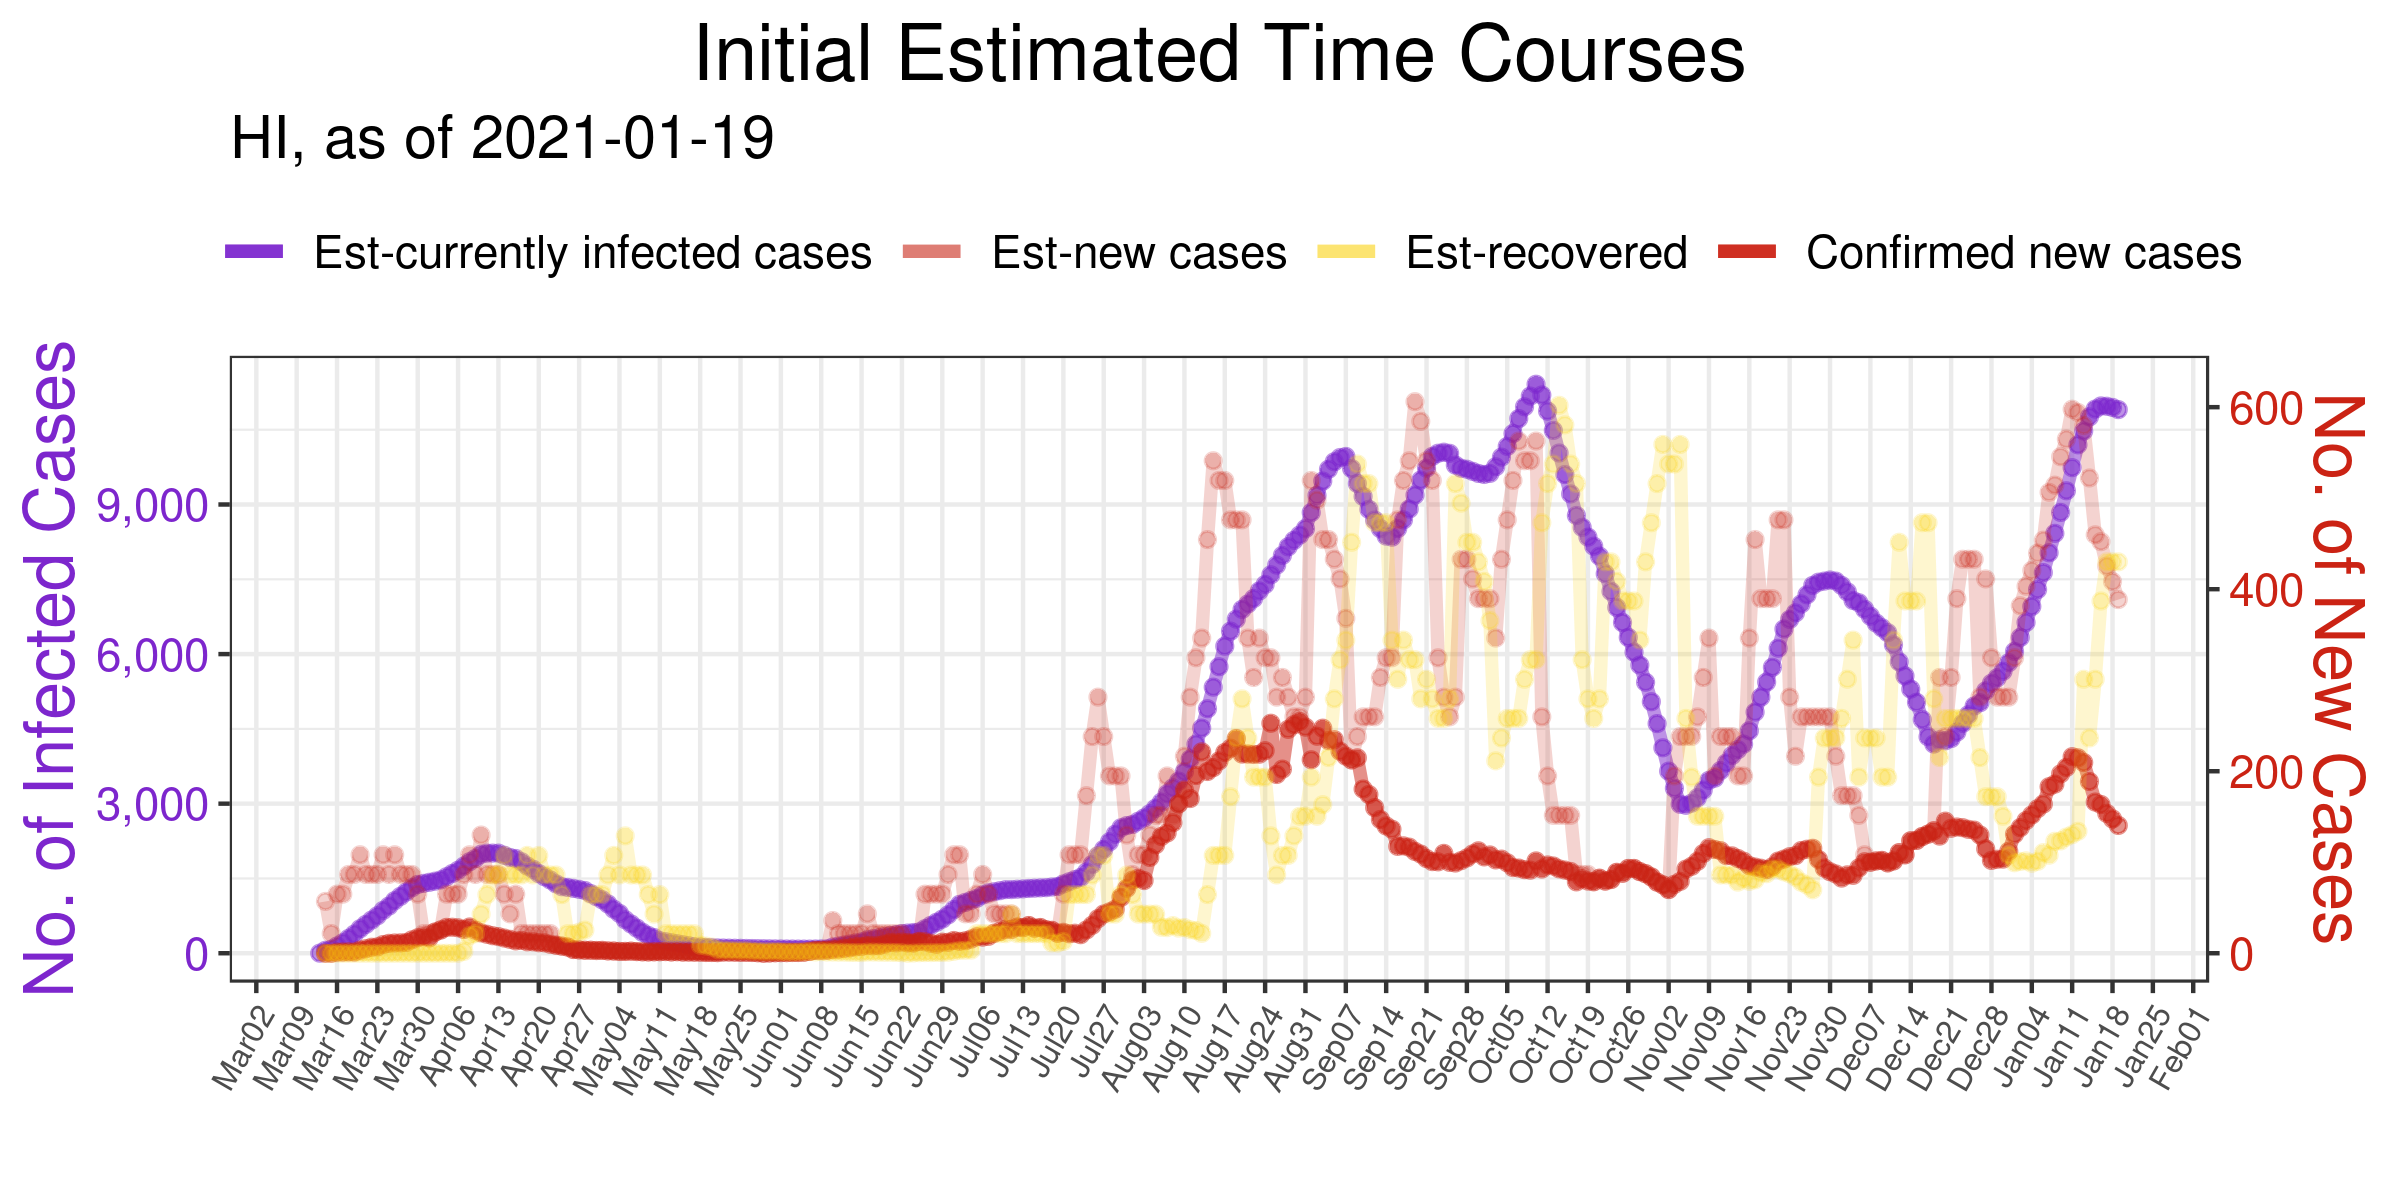 Initial Estimated Time Courses
HI, as of 2021-01-19
Est-currently infected cases Est-new cases Est-recovered Confirmed new cases
No. of Infected Cases
9,000
6,000
3,000
0
600
400
200
0
No. of New Cases
Mar02 Mar09 Mar16 Mar23 Mar30 Apr06 Apr13 Apr20 Apr27 May04 May11 May18 May25 Jun01 Jun08 Jun15 Jun22 Jun29 Jul06 Jul13 Jul20 Jul27 Aug03 Aug10 Aug17 Aug24 Aug31 Sep07 Sep14 Sep21 Sep28 Oct05 Oct12 Oct19 Oct26 Nov02 Nov09 Nov16 Nov23 Nov30 Dec07 Dec14 Dec21 Dec28 Jan04 Jan11 Jan18 Jan25 Feb01